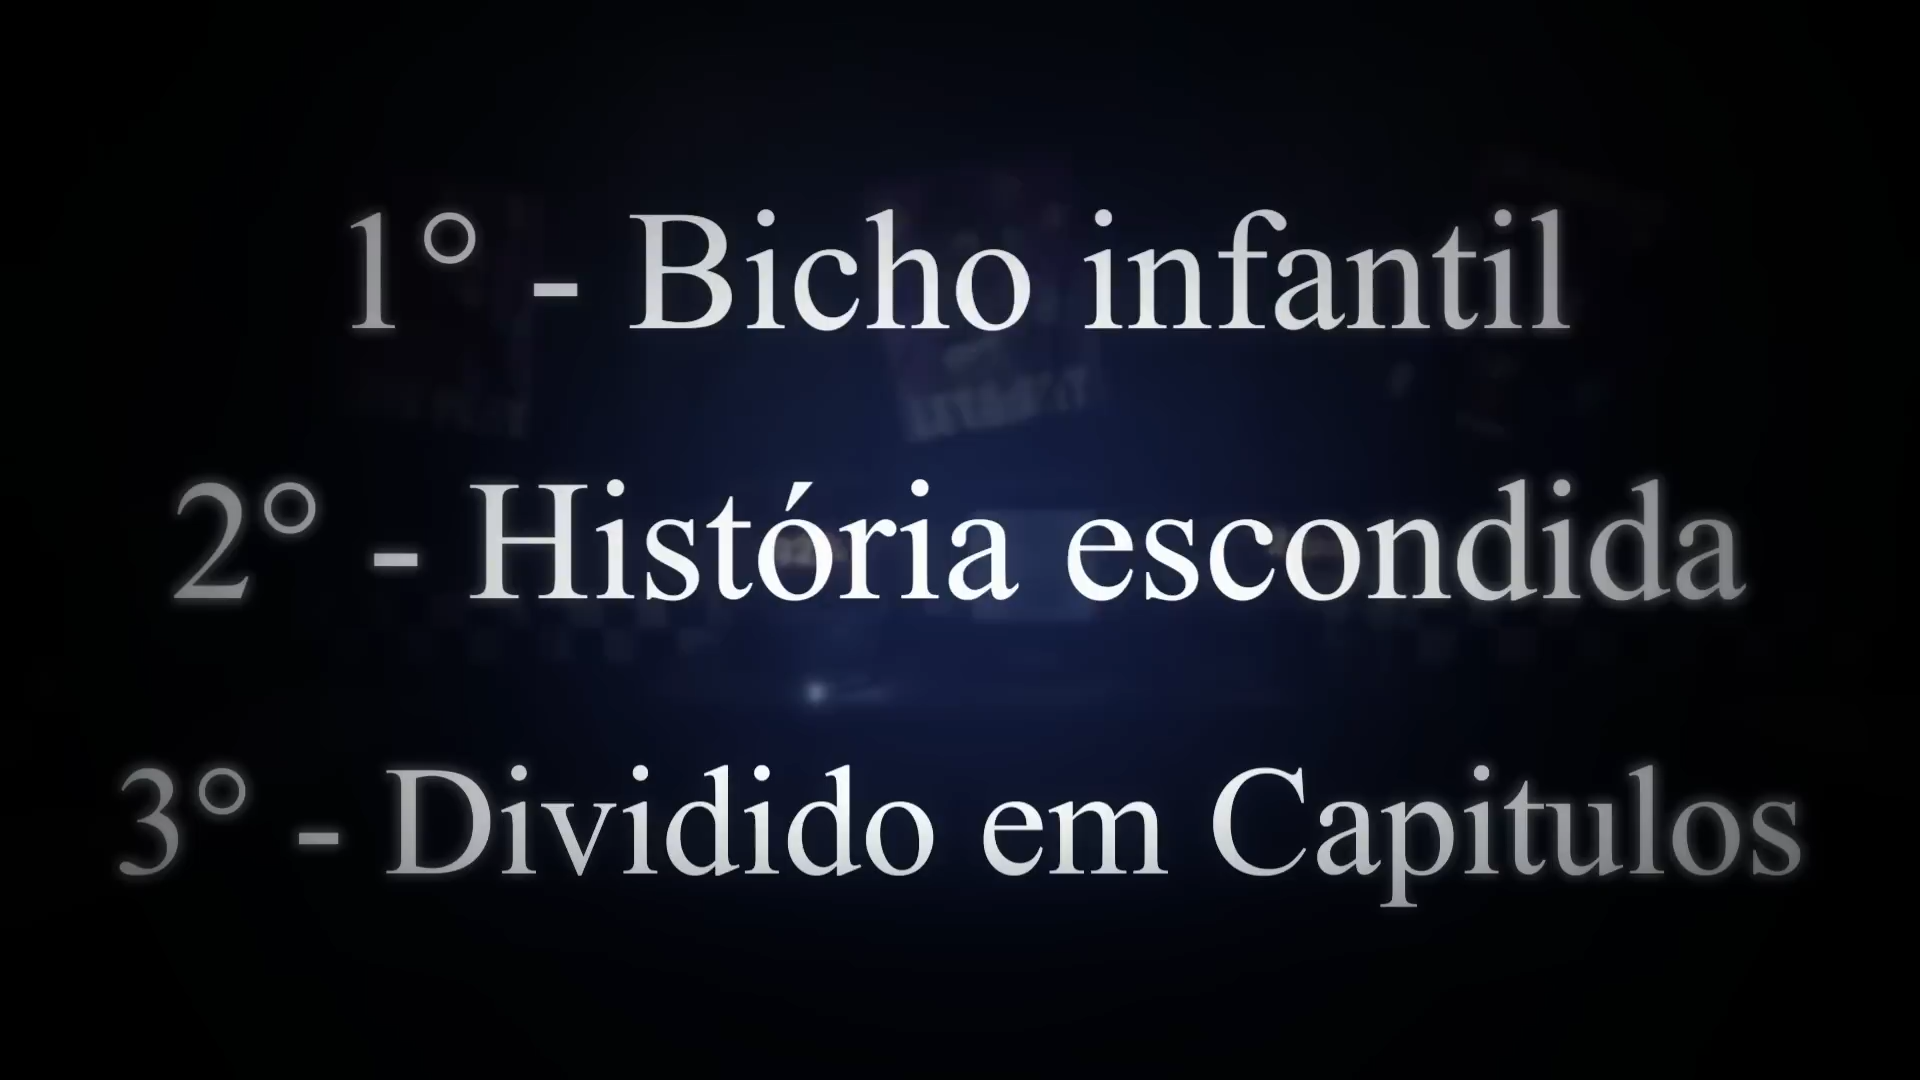 1° - Bicho infantil
2° - História escondida
3° - Dividido em Capitulos